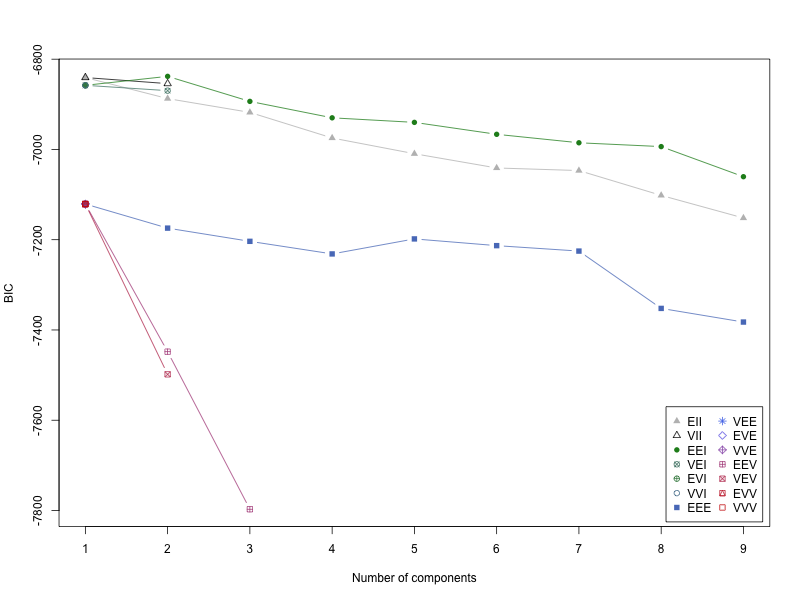 BIC
-6800
-7000
-7200
-7400
-7600
-7800
1 2 3 4 5 6 7 8 9
Number of components
EII VEE
VII EVE
EEI VVE
VEI EEV
EVI VEV
VVI EVV
EEE VVV